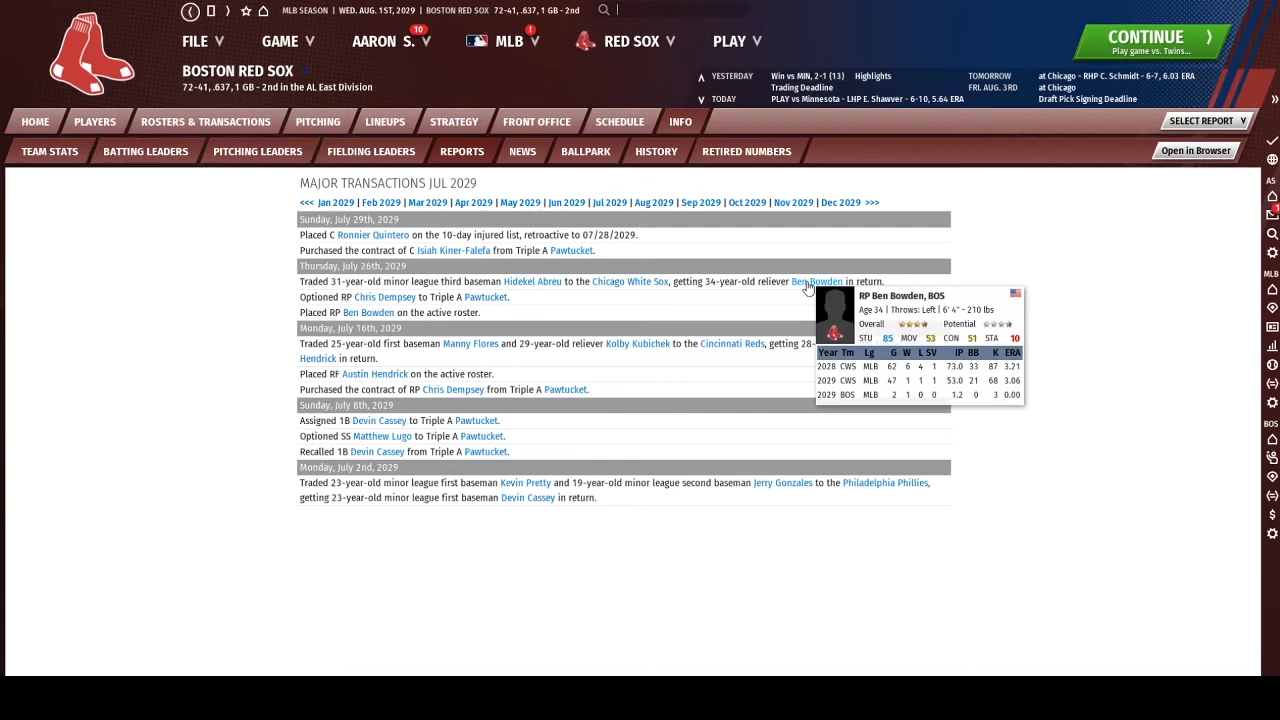 MLB SEASON | WED. AUG. 1ST, 2029 | BOSTON RED SOX 72-41, .637, 1 GB - 2nd
FILE GAME AARON S. 10 MLB ! RED SOX PLAY
CONTINUE
Play game vs. Twins...
BOSTON RED SOX
72-41, .637, 1 GB - 2nd in the AL East Division
YESTERDAY Win vs MIN, 2-1 (13) Highlights TOMORROW at Chicago - RHP C. Schmidt - 6-7, 6.03 ERA
Trading Deadline FRI. AUG. 3RD at Chicago
TODAY PLAY vs Minnesota - LHP E. Shawver - 6-10, 5.64 ERA Draft Pick Signing Deadline
HOME PLAYERS ROSTERS & TRANSACTIONS PITCHING LINEUPS STRATEGY FRONT OFFICE SCHEDULE INFO SELECT REPORT
TEAM STATS BATTING LEADERS PITCHING LEADERS FIELDING LEADERS REPORTS NEWS BALLPARK HISTORY RETIRED NUMBERS Open in Browser
MAJOR TRANSACTIONS JUL 2029
<<< Jan 2029 | Feb 2029 | Mar 2029 | Apr 2029 | May 2029 | Jun 2029 | Jul 2029 | Aug 2029 | Sep 2029 | Oct 2029 | Nov 2029 | Dec 2029 >>>
Sunday, July 29th, 2029
Placed C Ronnier Quintero on the 10-day injured list, retroactive to 07/28/2029.
Purchased the contract of C Isiah Kiner-Falefa from Triple A Pawtucket.
Thursday, July 26th, 2029
Traded 31-year-old minor league third baseman Hidekel Abreu to the Chicago White Sox, getting 34-year-old reliever Ben Bowden in return.
Optioned RP Chris Dempsey to Triple A Pawtucket.
Placed RP Ben Bowden on the active roster.
Monday, July 16th, 2029
Traded 25-year-old first baseman Manny Flores and 29-year-old reliever Kolby Kubichek to the Cincinnati Reds, getting 28-
Hendrick in return.
Placed RF Austin Hendrick on the active roster.
Purchased the contract of RP Chris Dempsey from Triple A Pawtucket.
Sunday, July 8th, 2029
Assigned 1B Devin Cassey to Triple A Pawtucket.
Optioned SS Matthew Lugo to Triple A Pawtucket.
Recalled 1B Devin Cassey from Triple A Pawtucket.
Monday, July 2nd, 2029
Traded 23-year-old minor league first baseman Kevin Pretty and 19-year-old minor league second baseman Jerry Gonzales to the Philadelphia Phillies,
getting 23-year-old minor league first baseman Devin Cassey in return.
RP Ben Bowden, BOS
Age 34 | Throws: Left | 6' 4" - 210 lbs
Overall Potential
STU 85 MOV 53 CON 51 STA 10
Year Tm Lg G W L SV IP BB K ERA
2028 CWS MLB 62 6 4 1 73.0 33 87 3.21
2029 CWS MLB 47 1 1 1 53.0 21 68 3.06
2029 BOS MLB 2 1 0 0 1.2 0 3 0.00
AS
1
MLB
BOS